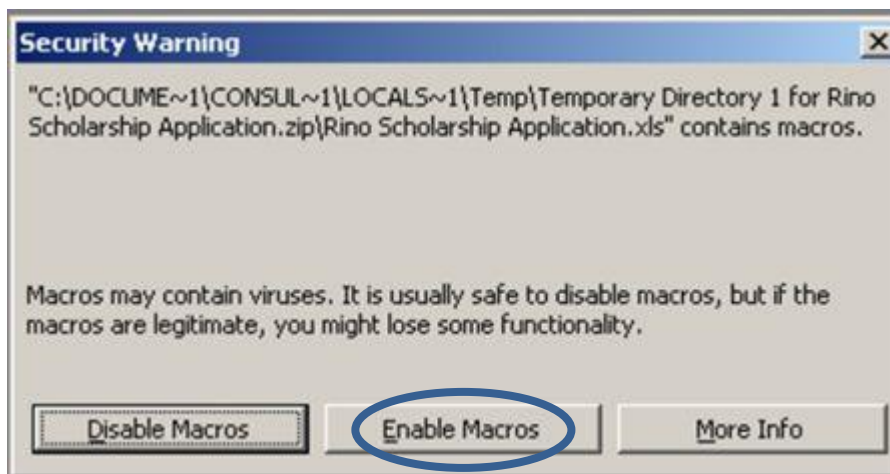 Security Warning
"C:\DOCUME~1\CONSUL~1\LOCALS~1\Temp\Temporary Directory 1 for Rino
Scholarship Application.zip\Rino Scholarship Application.xls" contains macros.
Macros may contain viruses. It is usually safe to disable macros, but if the
macros are legitimate, you might lose some functionality.
Disable Macros Enable Macros More Info